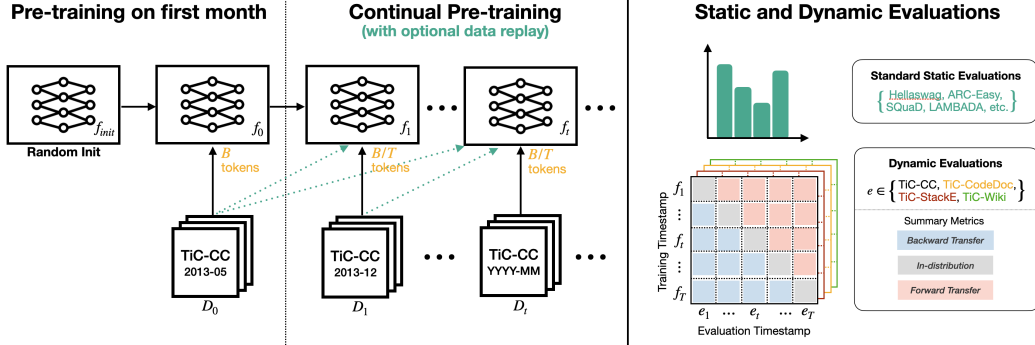 Pre-training on first month
Continual Pre-training
(with optional data replay)
Static and Dynamic Evaluations
f_init
Random Init
f_0
f_1
f_t
B
tokens
B/T
tokens
B/T
tokens
TiC-CC
2013-05
D_0
TiC-CC
2013-12
D_1
TiC-CC
YYYY-MM
D_t
Standard Static Evaluations
{ Hellaswag, ARC-Easy,
SQuaD, LAMBADA, etc. }
Training Timestamp
f_1
⋮
f_t
⋮
f_T
e_1 ... e_t ... e_T
Evaluation Timestamp
Dynamic Evaluations
e ∈ { TiC-CC, TiC-CodeDoc,
TiC-StackE, TiC-Wiki }
Summary Metrics
Backward Transfer
In-distribution
Forward Transfer